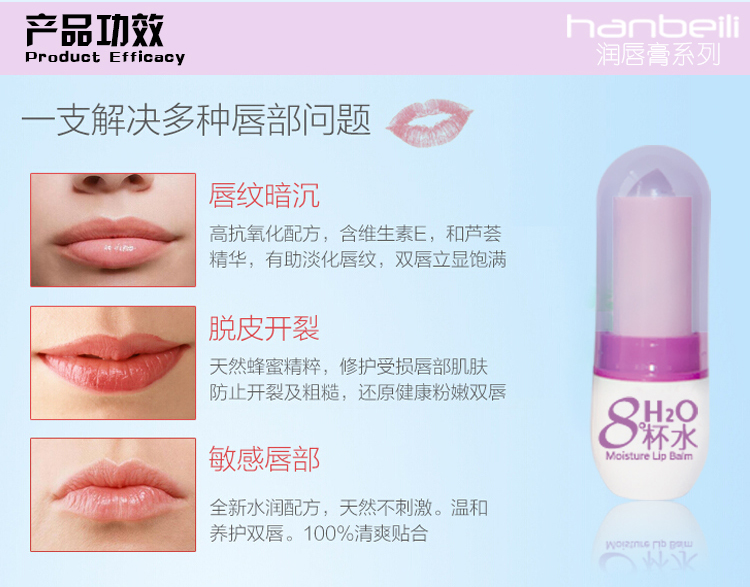 产品功效
Product Efficacy
hanbeili
润唇膏系列
一支解决多种唇部问题
唇纹暗沉
高抗氧化配方，含维生素E，和芦荟
精华，有助淡化唇纹，双唇立显饱满
脱皮开裂
天然蜂蜜精粹，修护受损唇部肌肤
防止开裂及粗糙，还原健康粉嫩双唇
敏感唇部
全新水润配方，天然不刺激。温和
养护双唇。100%清爽贴合
8°H2O
杯水
Moisture Lip Balm